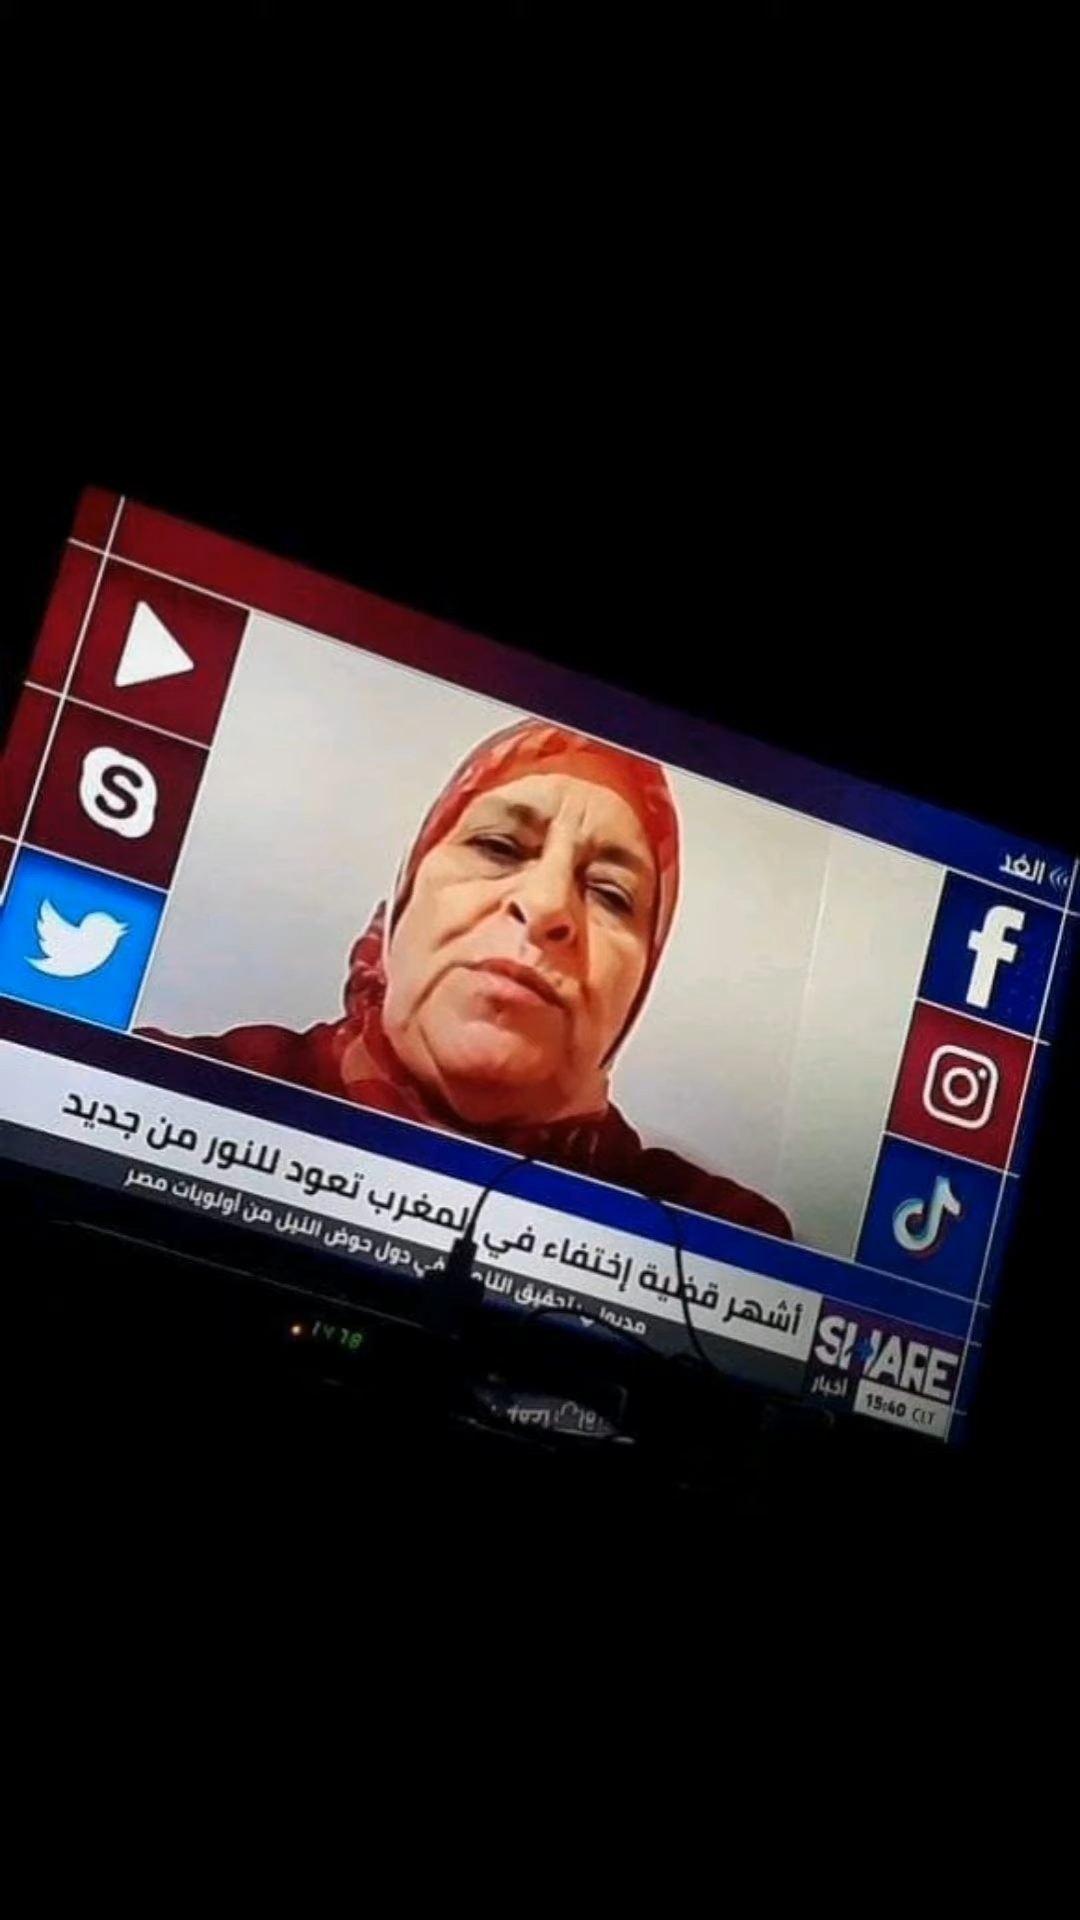 الغد
أشهر قضية إختفاء في لمغرب تعود للنور من جديد
في دول حوض النيل من أولويات مصر
SHARE
أخبار
15:40 CLT